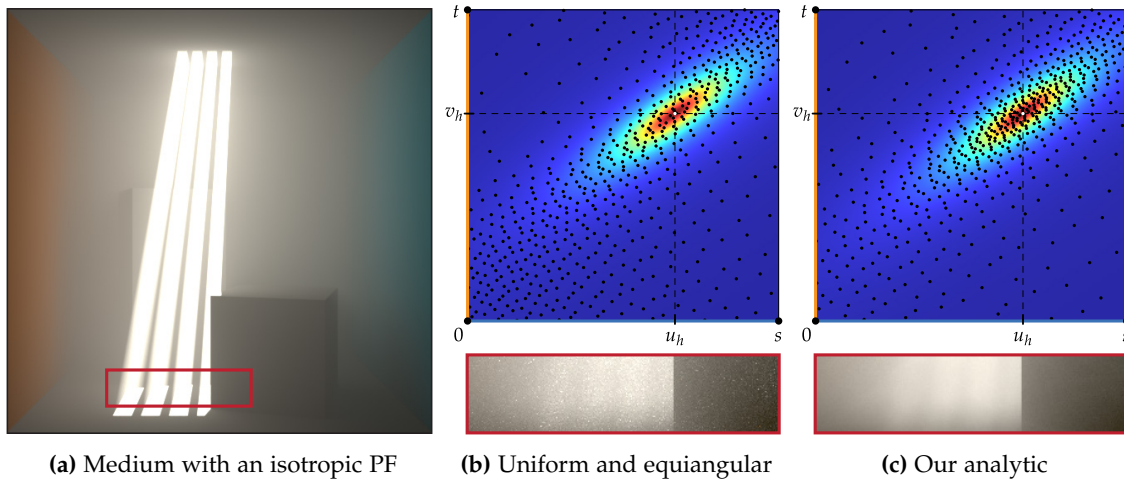 t
v_h
0
u_h
s
t
v_h
0
u_h
(a) Medium with an isotropic PF
(b) Uniform and equiangular
(c) Our analytic